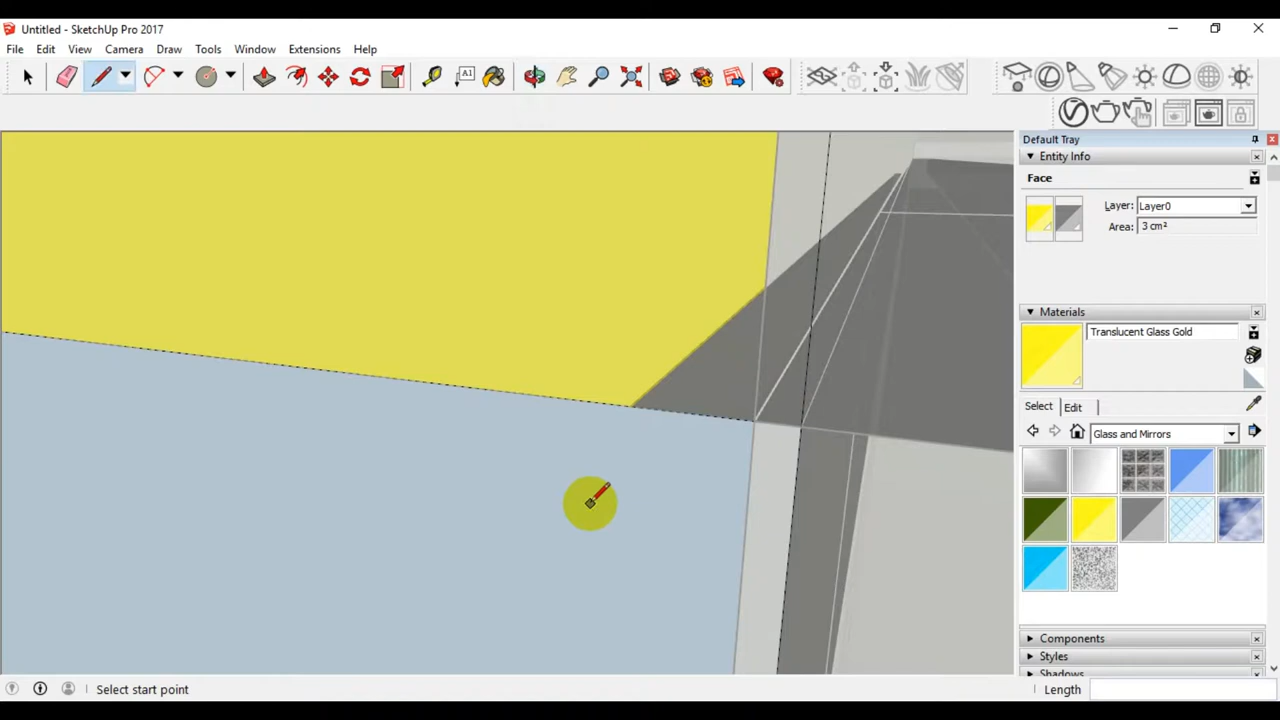 Untitled - SketchUp Pro 2017
File Edit View Camera Draw Tools Window Extensions Help
A1
Default Tray
Entity Info
Face
Layer: Layer0
Area: 3 cm²
Materials
Translucent Glass Gold
Select Edit
Glass and Mirrors
Components
Styles
Shadows
Select start point
Length